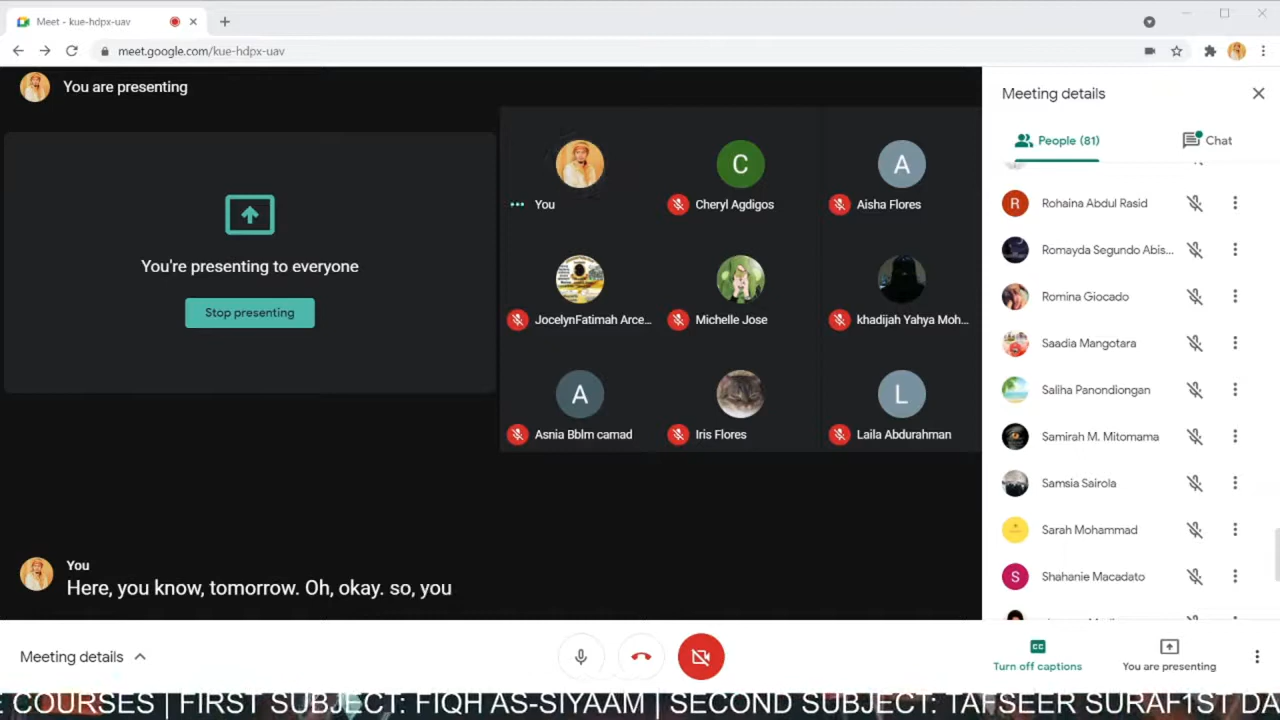 Meet - kue-hdpx-uav
meet.google.com/kue-hdpx-uav
You are presenting
You're presenting to everyone
Stop presenting
You
C
Cheryl Agdigos
A
Aisha Flores
JocelynFatimah Arce...
Michelle Jose
khadijah Yahya Moh...
A
Asnia Bblm camad
Iris Flores
L
Laila Abdurahman
You
Here, you know, tomorrow. Oh, okay. so, you
Meeting details
People (81)
Chat
R
Rohaina Abdul Rasid
Romayda Segundo Abis...
Romina Giocado
Saadia Mangotara
Saliha Panondiongan
Samirah M. Mitomama
Samsia Sairola
Sarah Mohammad
S
Shahanie Macadato
Meeting details
CC
Turn off captions
You are presenting
E COURSES | FIRST SUBJECT: FIQH AS-SIYAAM | SECOND SUBJECT: TAFSEER SURAF1ST DA